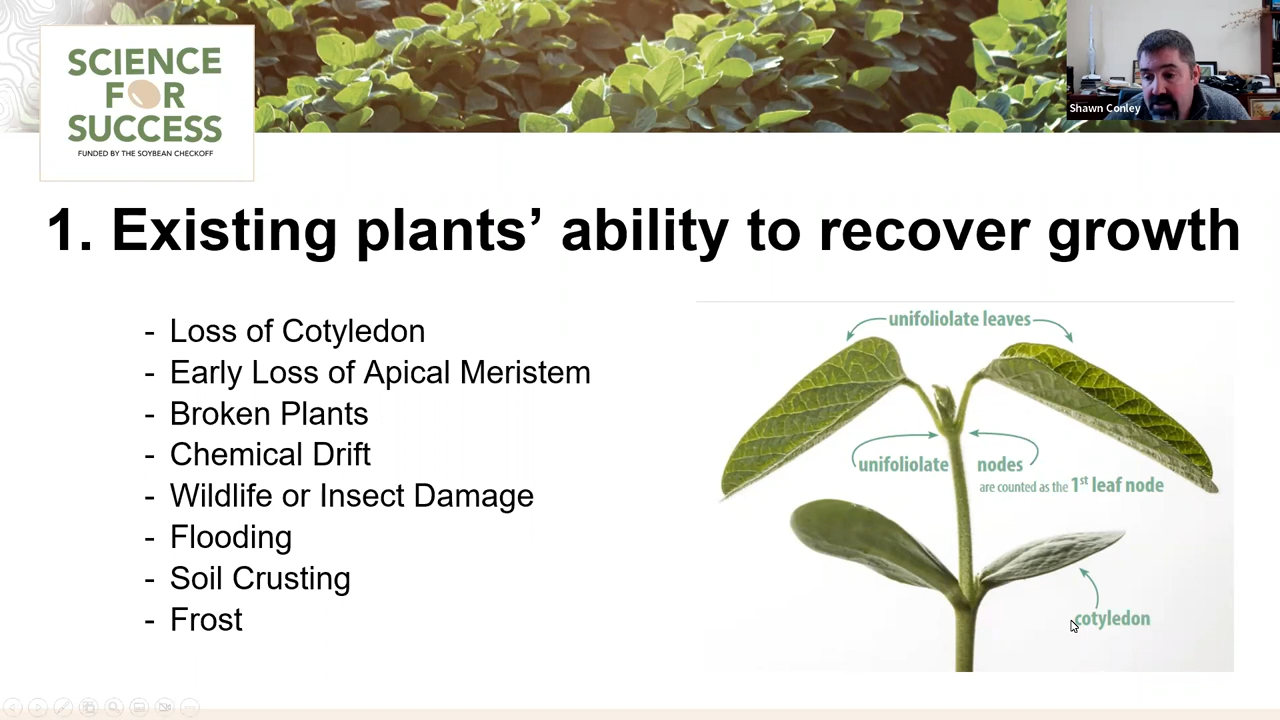 SCIENCE
FOR
SUCCESS
FUNDED BY THE SOYBEAN CHECKOFF
Shawn Conley
1. Existing plants’ ability to recover growth
- Loss of Cotyledon
- Early Loss of Apical Meristem
- Broken Plants
- Chemical Drift
- Wildlife or Insect Damage
- Flooding
- Soil Crusting
- Frost
unifoliolate leaves
unifoliolate nodes
are counted as the 1st leaf node
cotyledon